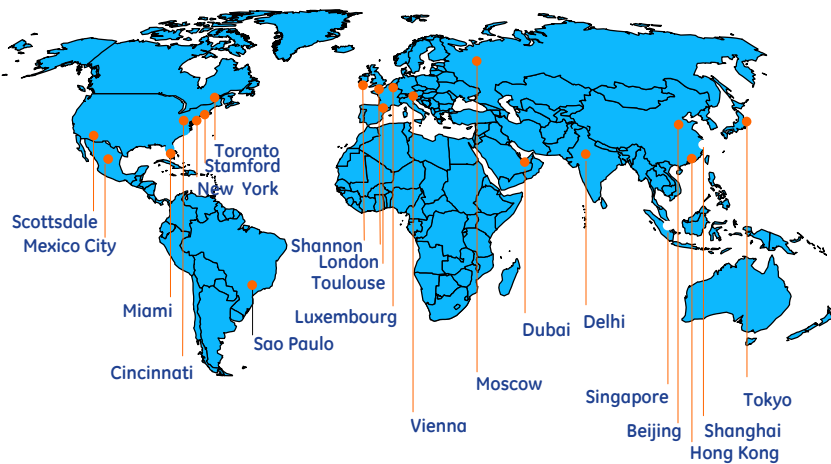 Toronto
Stamford
New York
Scottsdale
Mexico City
Shannon
London
Toulouse
Miami
Luxembourg
Dubai
Delhi
Sao Paulo
Cincinnati
Moscow
Singapore
Tokyo
Vienna
Beijing
Shanghai
Hong Kong